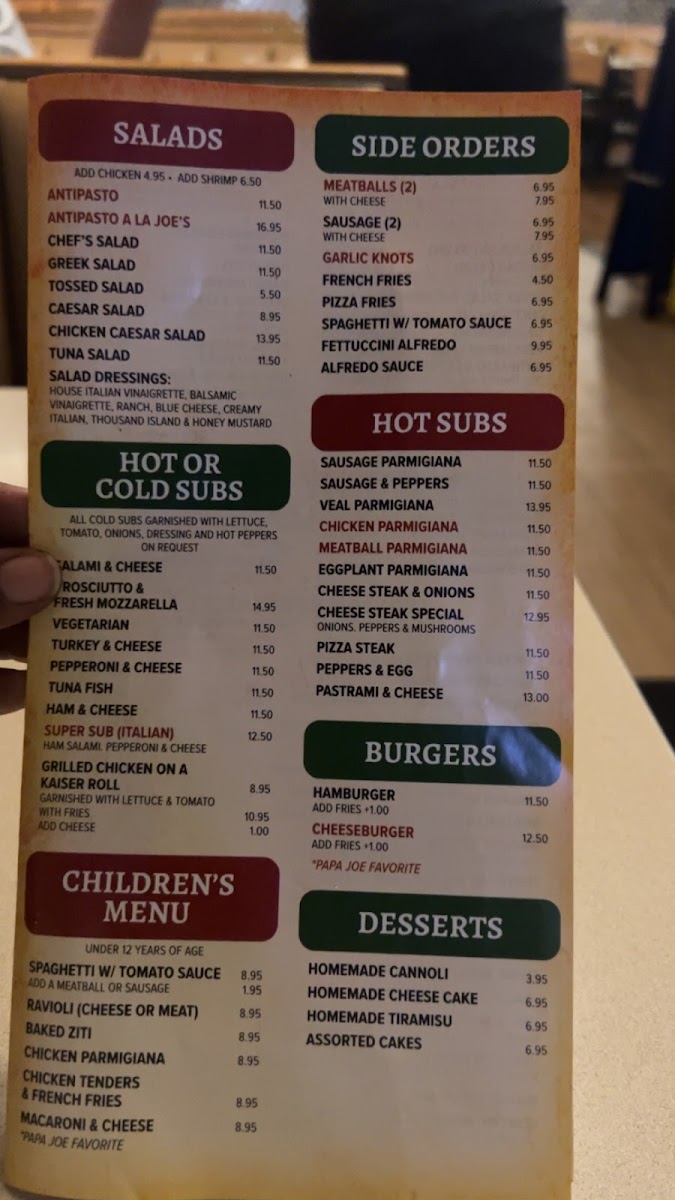 SALADS
ADD CHICKEN 4.95 • ADD SHRIMP 6.50
ANTIPASTO 11.50
ANTIPASTO A LA JOE'S 16.95
CHEF'S SALAD 11.50
GREEK SALAD 11.50
TOSSED SALAD 5.50
CAESAR SALAD 8.95
CHICKEN CAESAR SALAD 13.95
TUNA SALAD 11.50
SALAD DRESSINGS:
HOUSE ITALIAN VINAIGRETTE, BALSAMIC
VINAIGRETTE, RANCH, BLUE CHEESE, CREAMY
ITALIAN, THOUSAND ISLAND & HONEY MUSTARD
HOT OR
COLD SUBS
ALL COLD SUBS GARNISHED WITH LETTUCE,
TOMATO, ONIONS, DRESSING AND HOT PEPPERS
ON REQUEST
SALAMI & CHEESE 11.50
ROSCIUTTO &
FRESH MOZZARELLA 14.95
VEGETARIAN 11.50
TURKEY & CHEESE 11.50
PEPPERONI & CHEESE 11.50
TUNA FISH 11.50
HAM & CHEESE 11.50
SUPER SUB (ITALIAN) 12.50
HAM SALAMI. PEPPERONI & CHEESE
GRILLED CHICKEN ON A
KAISER ROLL 8.95
GARNISHED WITH LETTUCE & TOMATO
WITH FRIES 10.95
ADD CHEESE 1.00
CHILDREN'S
MENU
UNDER 12 YEARS OF AGE
SPAGHETTI W/ TOMATO SAUCE 8.95
ADD A MEATBALL OR SAUSAGE 1.95
RAVIOLI (CHEESE OR MEAT) 8.95
BAKED ZITI 8.95
CHICKEN PARMIGIANA 8.95
CHICKEN TENDERS
& FRENCH FRIES 8.95
MACARONI & CHEESE 8.95
*PAPA JOE FAVORITE
SIDE ORDERS
MEATBALLS (2) 6.95
WITH CHEESE 7.95
SAUSAGE (2) 6.95
WITH CHEESE 7.95
GARLIC KNOTS 6.95
FRENCH FRIES 4.50
PIZZA FRIES 6.95
SPAGHETTI W/ TOMATO SAUCE 6.95
FETTUCCINI ALFREDO 9.95
ALFREDO SAUCE 6.95
HOT SUBS
SAUSAGE PARMIGIANA 11.50
SAUSAGE & PEPPERS 11.50
VEAL PARMIGIANA 13.95
CHICKEN PARMIGIANA 11.50
MEATBALL PARMIGIANA 11.50
EGGPLANT PARMIGIANA 11.50
CHEESE STEAK & ONIONS 11.50
CHEESE STEAK SPECIAL 12.95
ONIONS. PEPPERS & MUSHROOMS
PIZZA STEAK 11.50
PEPPERS & EGG 11.50
PASTRAMI & CHEESE 13.00
BURGERS
HAMBURGER 11.50
ADD FRIES +1.00
CHEESEBURGER 12.50
ADD FRIES +1.00
*PAPA JOE FAVORITE
DESSERTS
HOMEMADE CANNOLI 3.95
HOMEMADE CHEESE CAKE 6.95
HOMEMADE TIRAMISU 6.95
ASSORTED CAKES 6.95